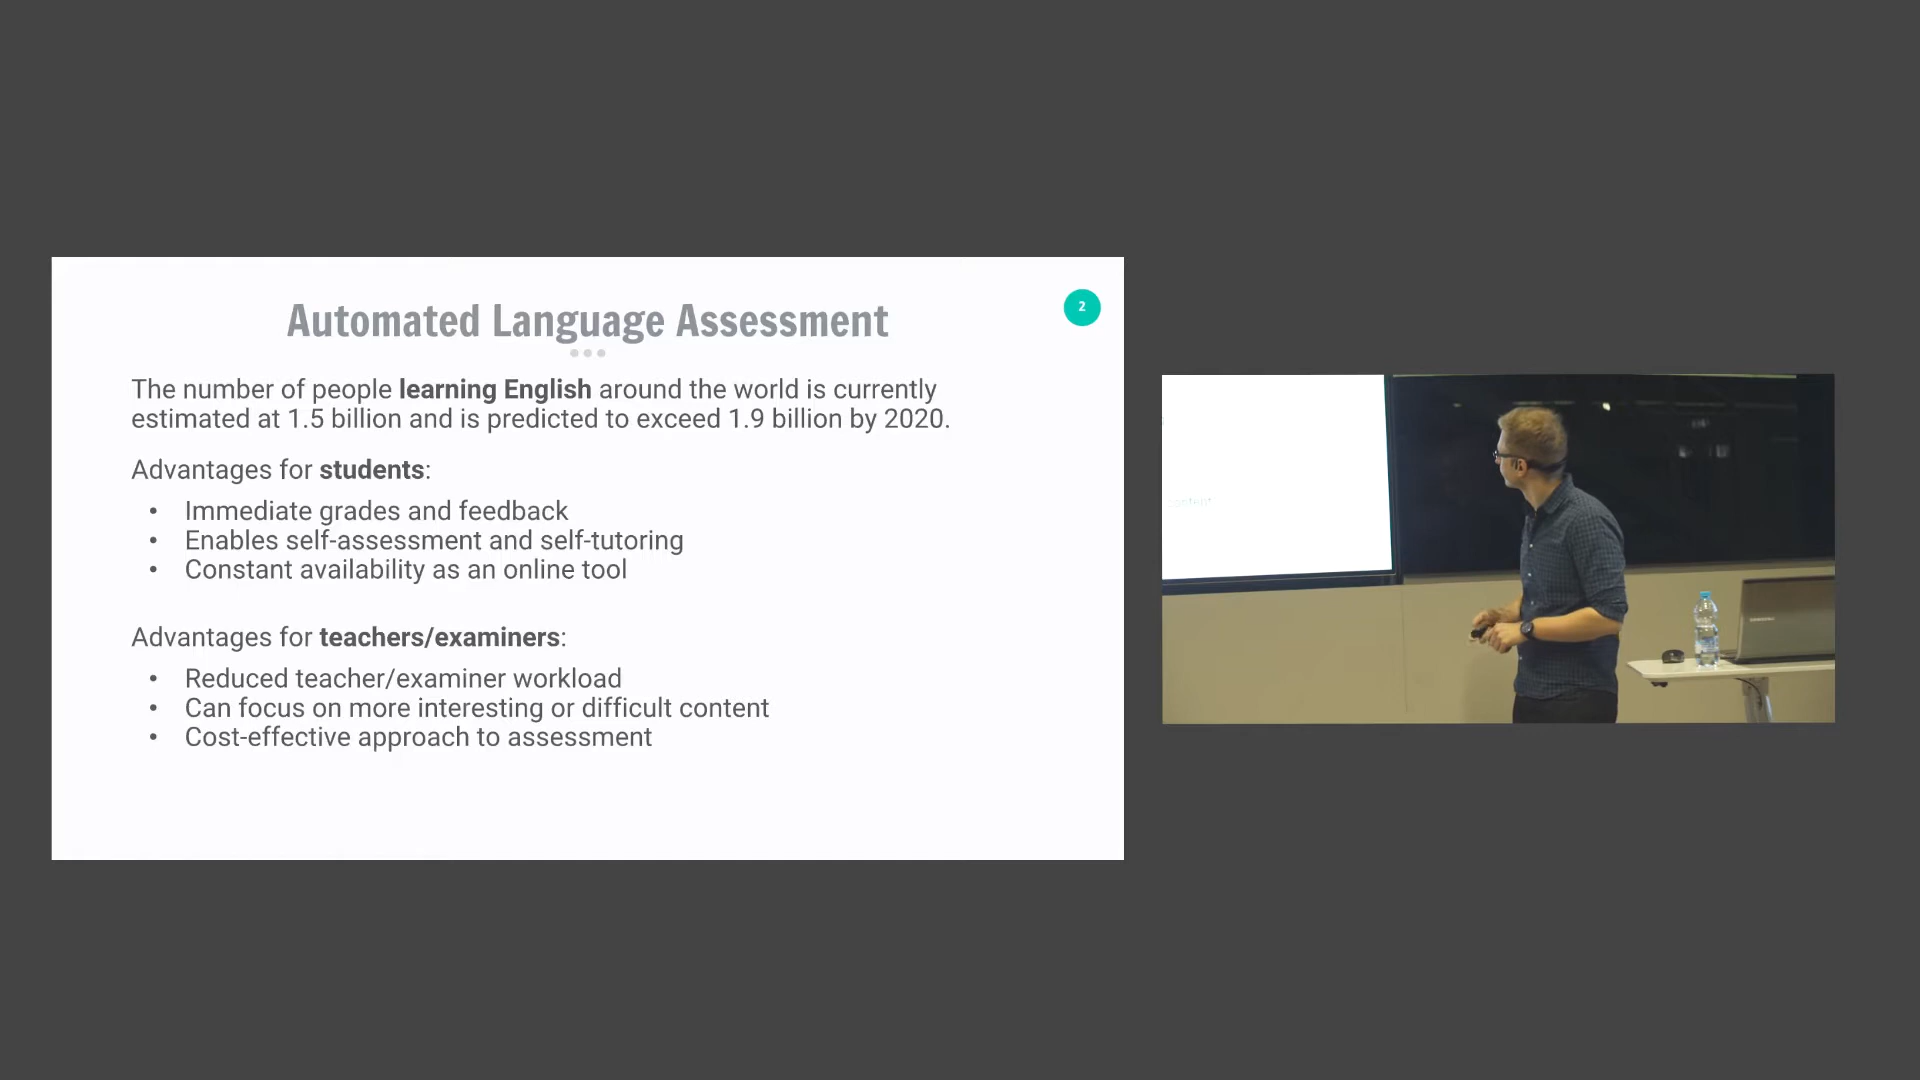 Automated Language Assessment
2
The number of people learning English around the world is currently
estimated at 1.5 billion and is predicted to exceed 1.9 billion by 2020.
Advantages for students:
• Immediate grades and feedback
• Enables self-assessment and self-tutoring
• Constant availability as an online tool
Advantages for teachers/examiners:
• Reduced teacher/examiner workload
• Can focus on more interesting or difficult content
• Cost-effective approach to assessment
content
SAMSUNG